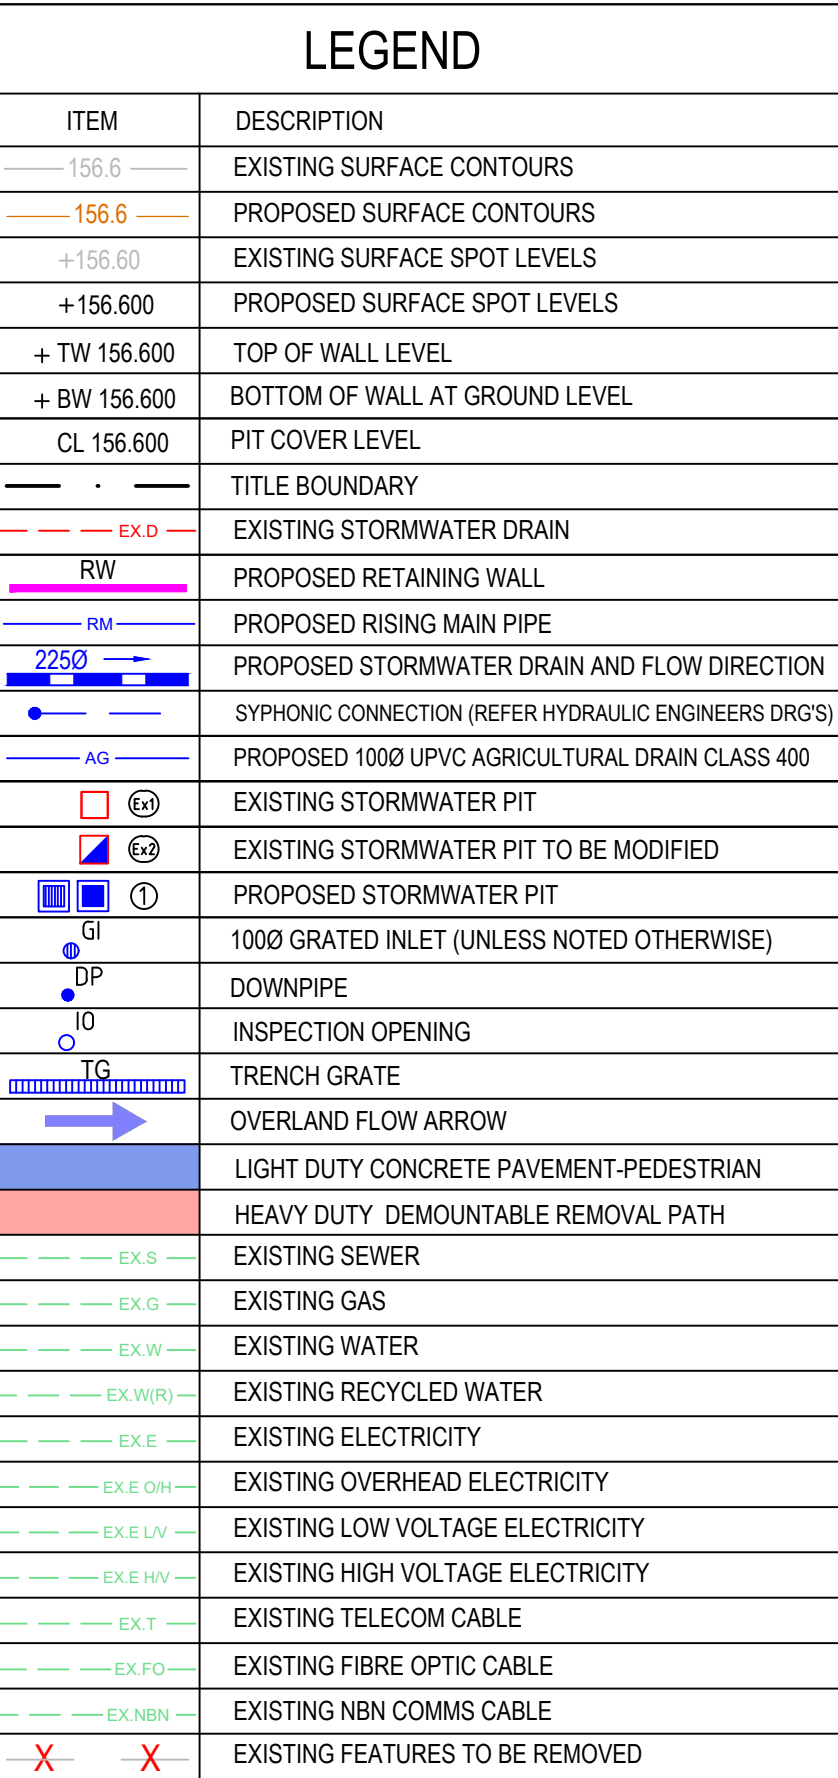 LEGEND
ITEM DESCRIPTION
156.6 EXISTING SURFACE CONTOURS
156.6 PROPOSED SURFACE CONTOURS
+156.60 EXISTING SURFACE SPOT LEVELS
+156.600 PROPOSED SURFACE SPOT LEVELS
+ TW 156.600 TOP OF WALL LEVEL
+ BW 156.600 BOTTOM OF WALL AT GROUND LEVEL
CL 156.600 PIT COVER LEVEL
TITLE BOUNDARY
EX.D EXISTING STORMWATER DRAIN
RW PROPOSED RETAINING WALL
RM PROPOSED RISING MAIN PIPE
225Ø PROPOSED STORMWATER DRAIN AND FLOW DIRECTION
SYPHONIC CONNECTION (REFER HYDRAULIC ENGINEERS DRG'S)
AG PROPOSED 100Ø UPVC AGRICULTURAL DRAIN CLASS 400
Ex1 EXISTING STORMWATER PIT
Ex2 EXISTING STORMWATER PIT TO BE MODIFIED
1 PROPOSED STORMWATER PIT
GI 100Ø GRATED INLET (UNLESS NOTED OTHERWISE)
DP DOWNPIPE
IO INSPECTION OPENING
TG TRENCH GRATE
OVERLAND FLOW ARROW
LIGHT DUTY CONCRETE PAVEMENT-PEDESTRIAN
HEAVY DUTY DEMOUNTABLE REMOVAL PATH
EX.S EXISTING SEWER
EX.G EXISTING GAS
EX.W EXISTING WATER
EX.W(R) EXISTING RECYCLED WATER
EX.E EXISTING ELECTRICITY
EX.E O/H EXISTING OVERHEAD ELECTRICITY
EX.E L/V EXISTING LOW VOLTAGE ELECTRICITY
EX.E H/V EXISTING HIGH VOLTAGE ELECTRICITY
EX.T EXISTING TELECOM CABLE
EX.FO EXISTING FIBRE OPTIC CABLE
EX.NBN EXISTING NBN COMMS CABLE
X X EXISTING FEATURES TO BE REMOVED